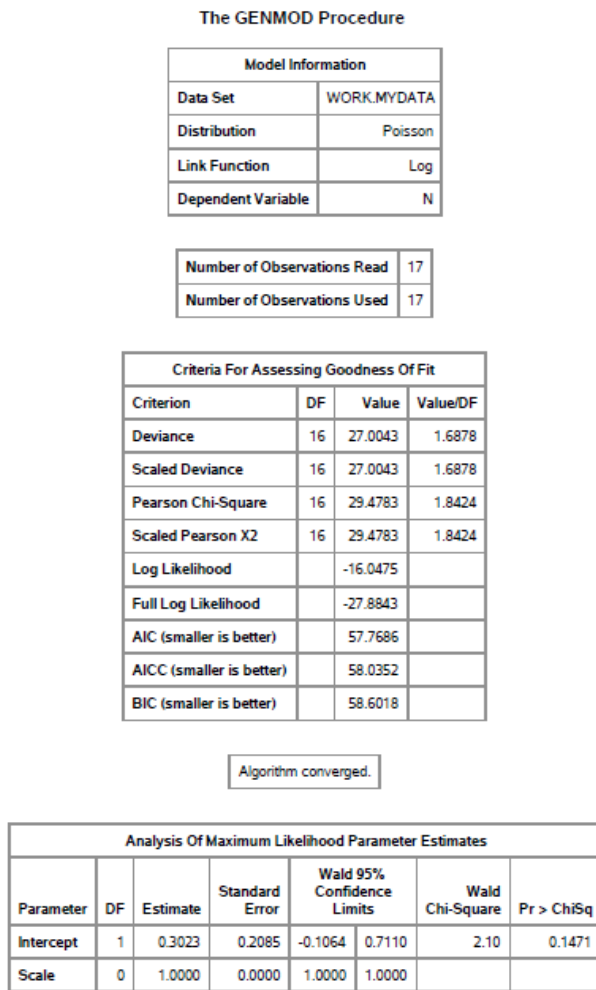 The GENMOD Procedure
Model Information
Data Set WORK.MYDATA
Distribution Poisson
Link Function Log
Dependent Variable N
Number of Observations Read 17
Number of Observations Used 17
Criteria For Assessing Goodness Of Fit
Criterion DF Value Value/DF
Deviance 16 27.0043 1.6878
Scaled Deviance 16 27.0043 1.6878
Pearson Chi-Square 16 29.4783 1.8424
Scaled Pearson X2 16 29.4783 1.8424
Log Likelihood -16.0475
Full Log Likelihood -27.8843
AIC (smaller is better) 57.7686
AICC (smaller is better) 58.0352
BIC (smaller is better) 58.6018
Algorithm converged.
Analysis Of Maximum Likelihood Parameter Estimates
Parameter DF Estimate Standard Error Wald 95% Confidence Limits Wald Chi-Square Pr > ChiSq
Intercept 1 0.3023 0.2085 -0.1064 0.7110 2.10 0.1471
Scale 0 1.0000 0.0000 1.0000 1.0000